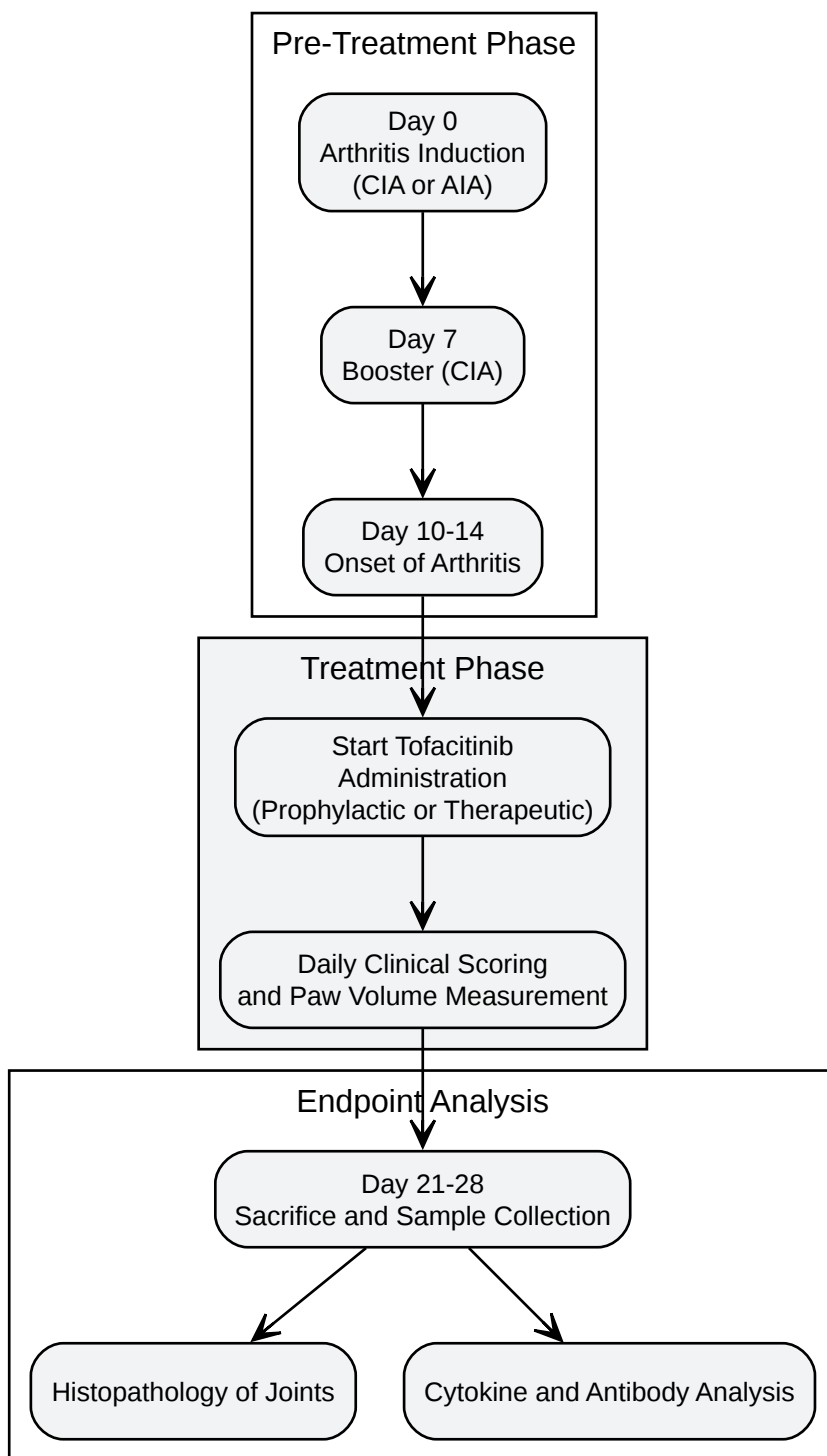 Pre-Treatment Phase
Day 0
Arthritis Induction
(CIA or AIA)
Day 7
Booster (CIA)
Day 10-14
Onset of Arthritis
Treatment Phase
Start Tofacitinib
Administration
(Prophylactic or Therapeutic)
Daily Clinical Scoring
and Paw Volume Measurement
Endpoint Analysis
Day 21-28
Sacrifice and Sample Collection
Histopathology of Joints
Cytokine and Antibody Analysis